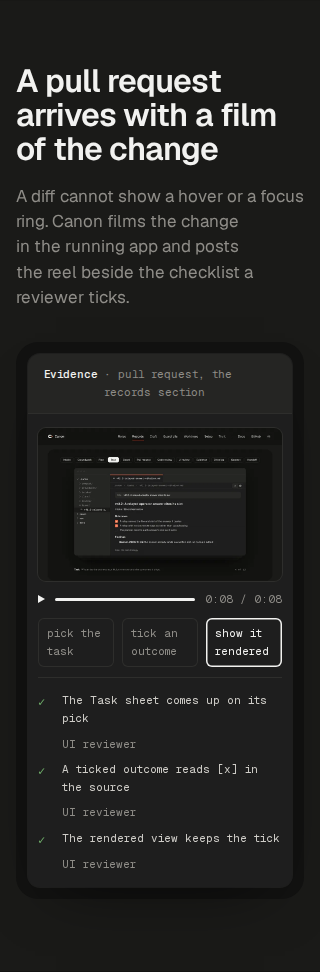 A pull request
arrives with a film
of the change
A diff cannot show a hover or a focus
ring. Canon films the change
in the running app and posts
the reel beside the checklist a
reviewer ticks.
Evidence · pull request, the
records section
0:08 / 0:08
pick the
task
tick an
outcome
show it
rendered
✓ The Task sheet comes up on its
pick
UI reviewer
✓ A ticked outcome reads [x] in
the source
UI reviewer
✓ The rendered view keeps the tick
UI reviewer